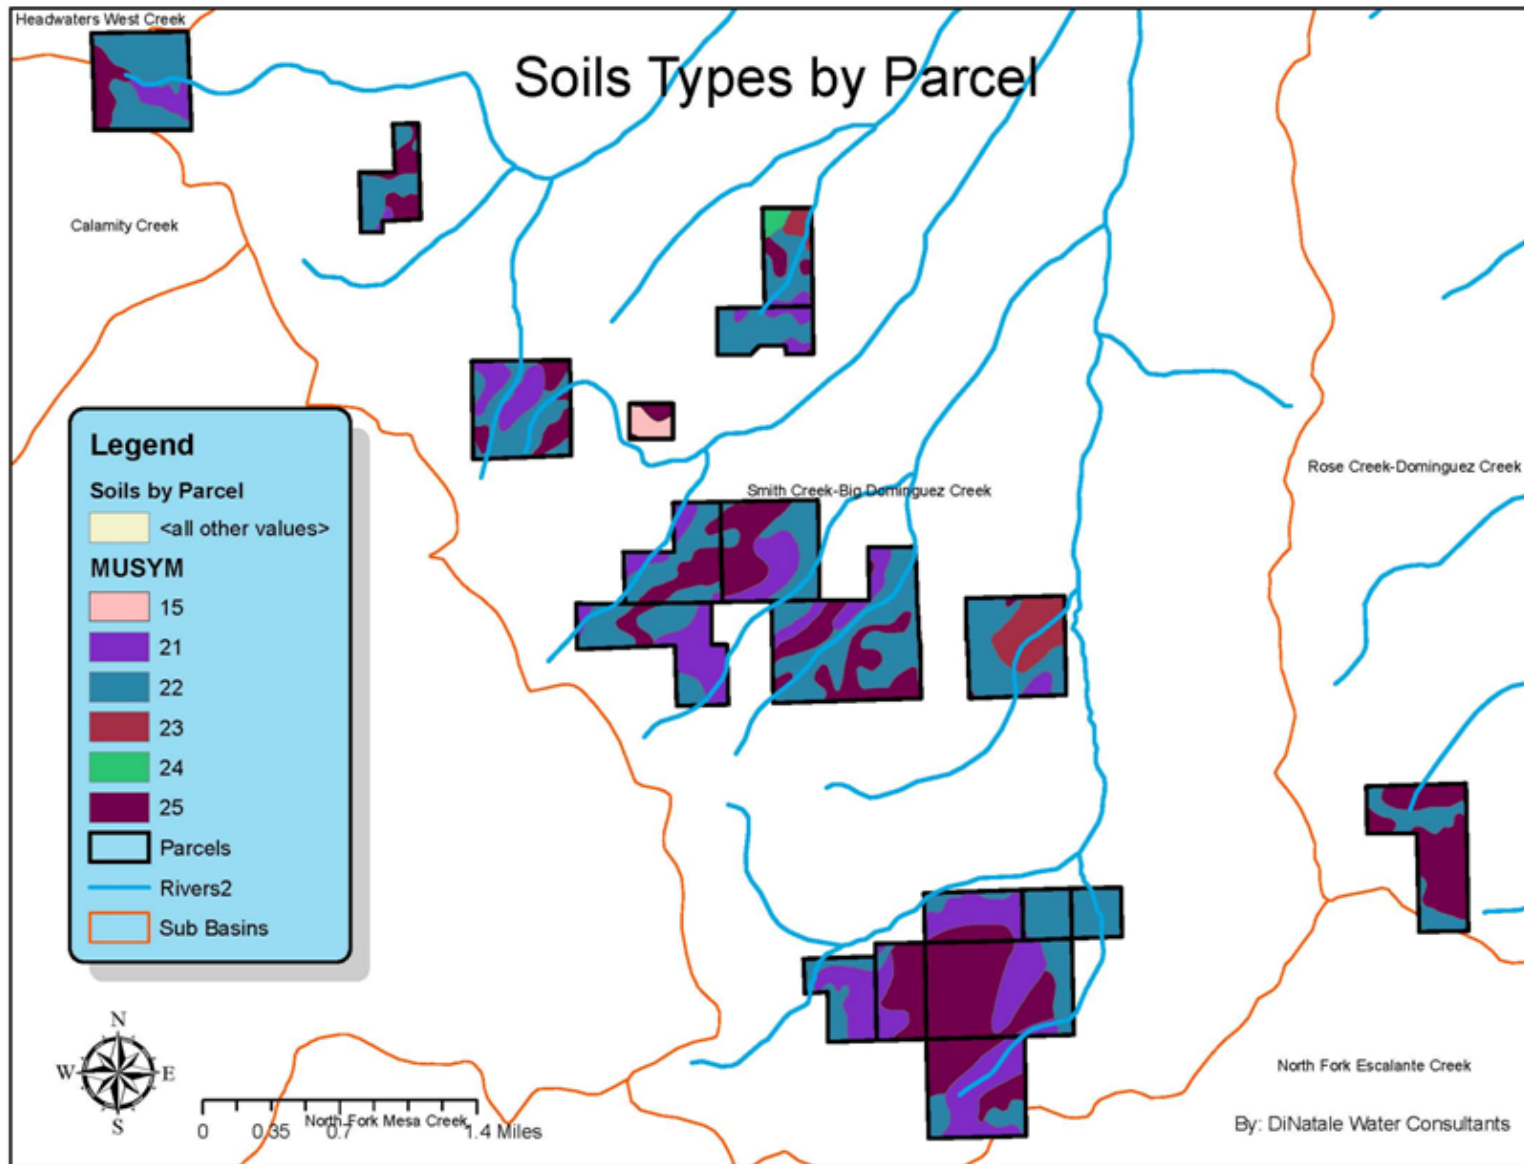 Headwaters West Creek
Soils Types by Parcel
Calamity Creek
Legend
Soils by Parcel
<all other values>
MUSYM
15
21
22
23
24
25
Parcels
Rivers2
Sub Basins
Rose Creek-Dominguez Creek
Smith Creek-Big Dominguez Creek
N
W E
S
North Fork Mesa Creek
0 0.35 0.7 1.4 Miles
North Fork Escalante Creek
By: DiNatale Water Consultants